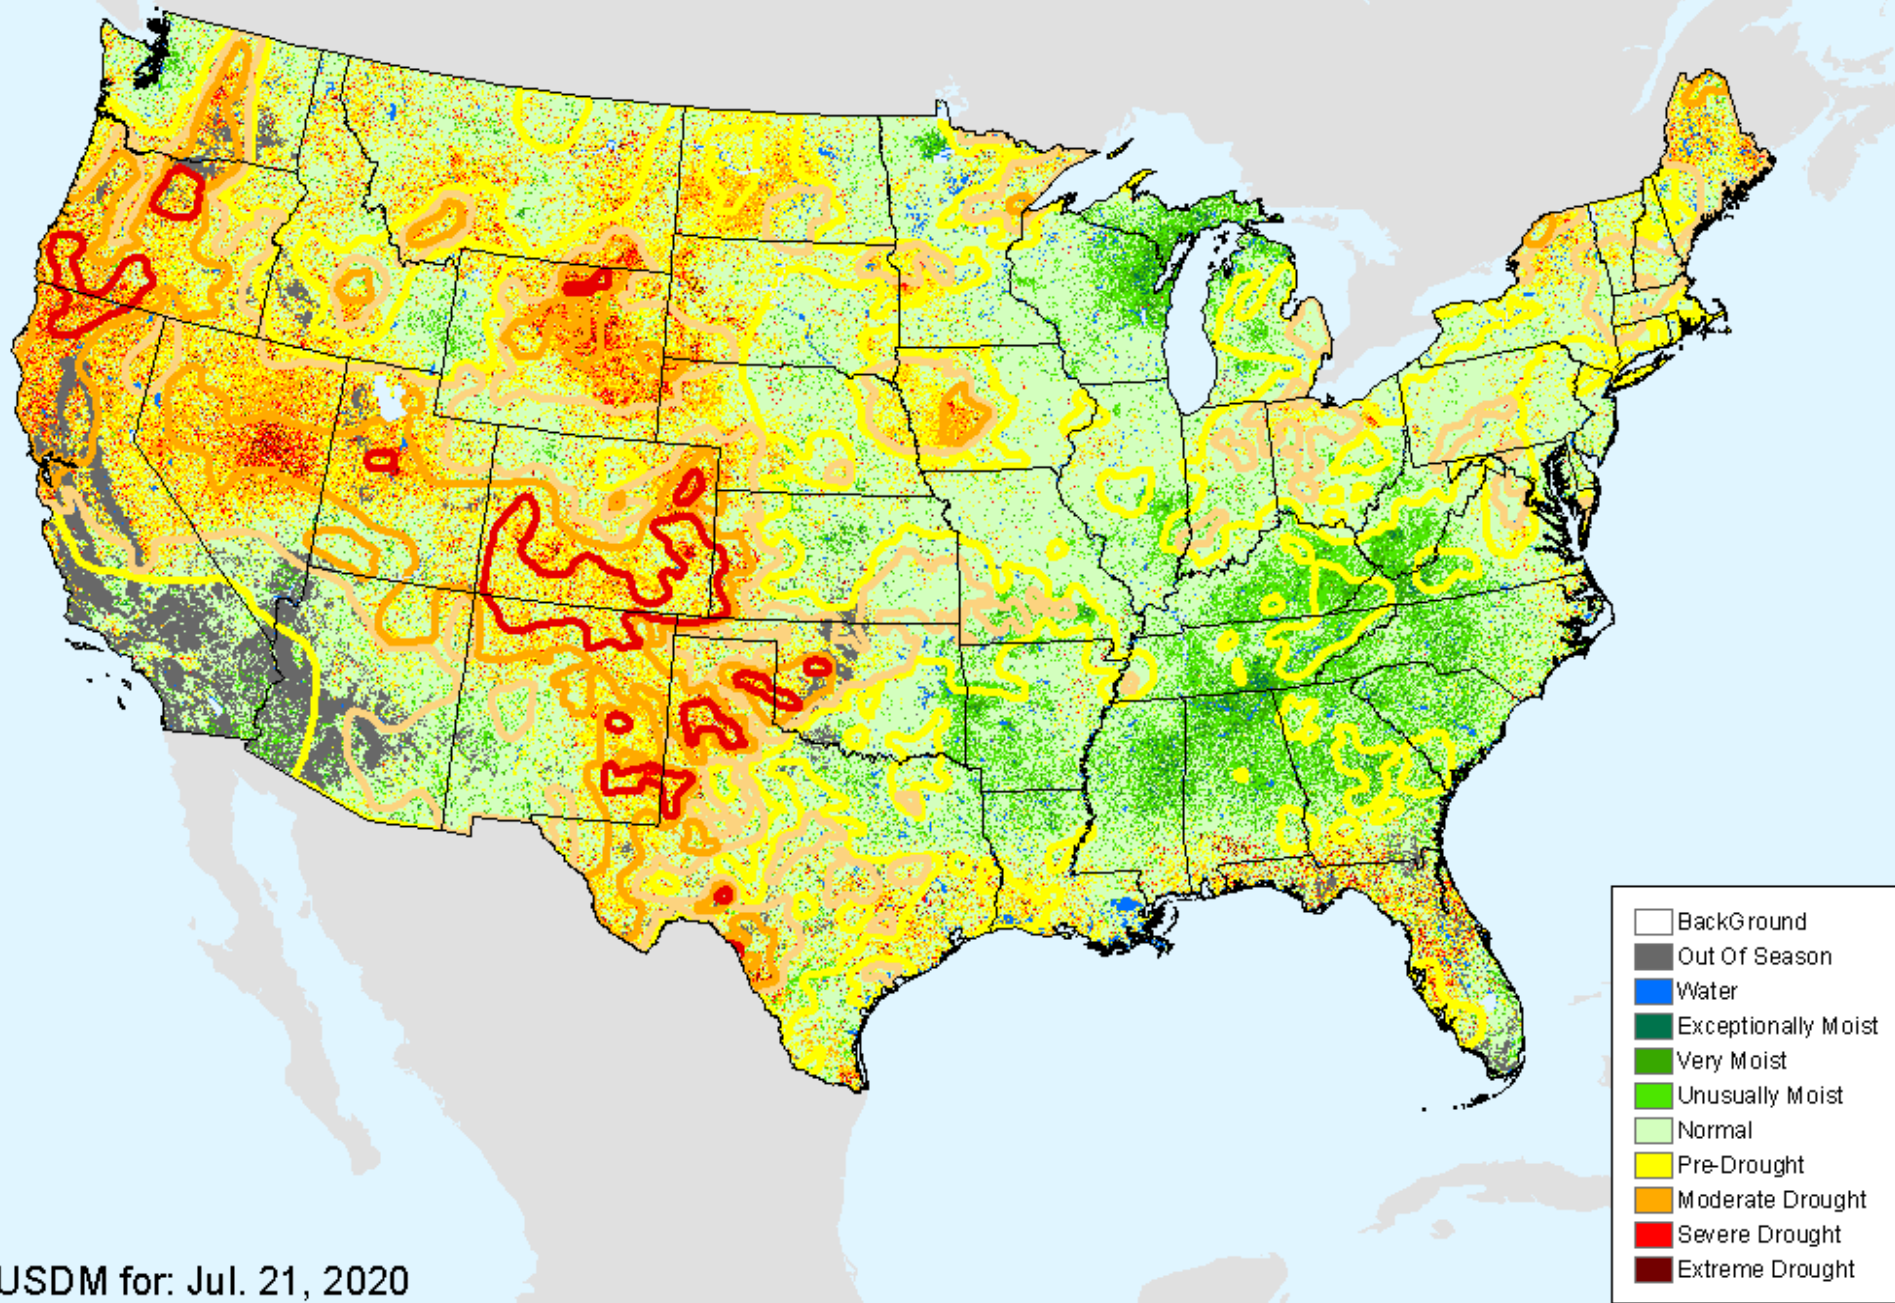 BackGround
Out Of Season
Water
Exceptionally Moist
Very Moist
Unusually Moist
Normal
Pre-Drought
Moderate Drought
Severe Drought
Extreme Drought
USDM for: Jul. 21, 2020